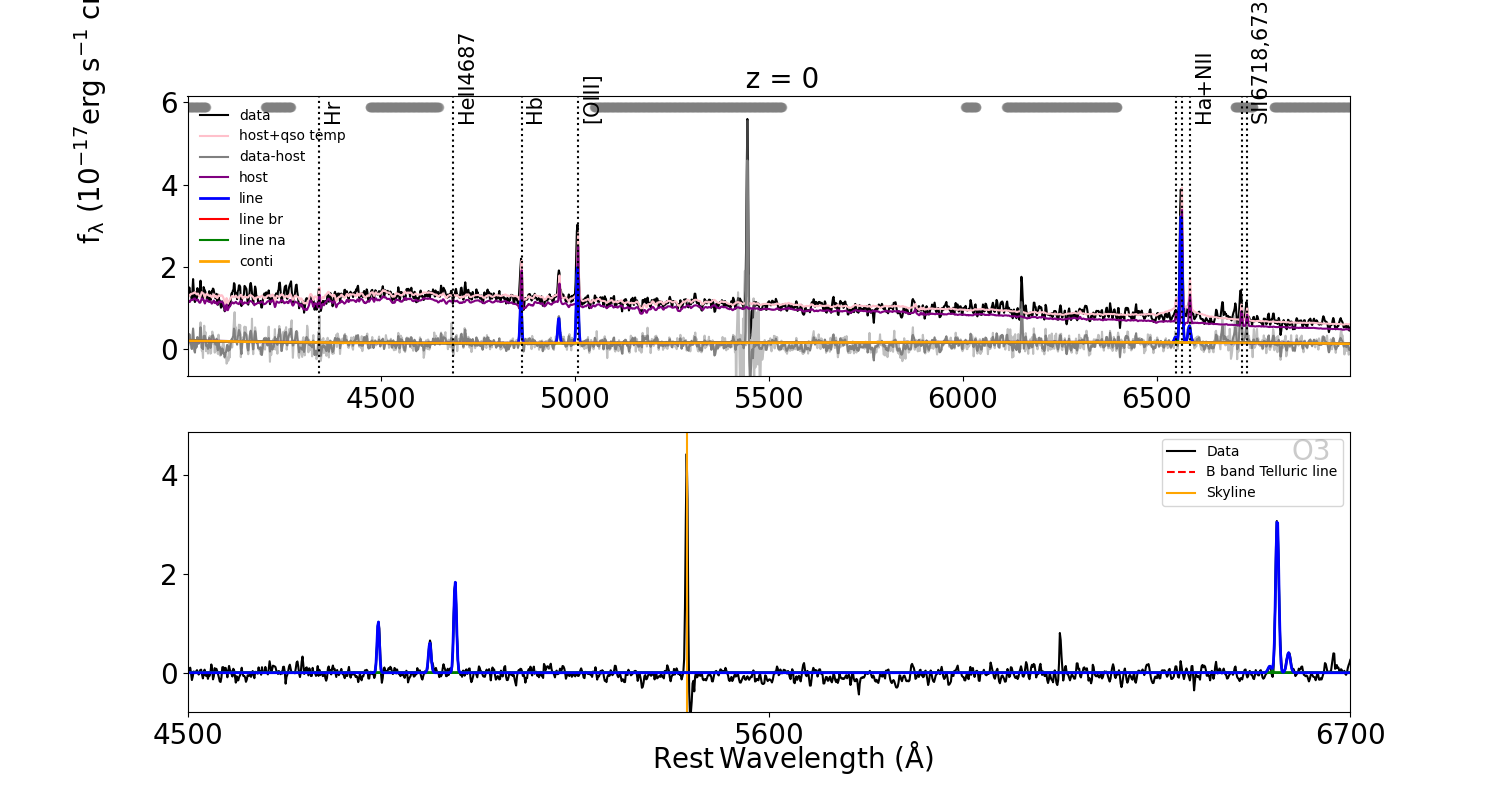 z = 0
f_λ (10^−17 erg s^−1 c
Hr
HeII4687
Hb
[OIII]
Ha+NII
SII6718,673
data
host+qso temp
data-host
host
line
line br
line na
conti
6
4
2
0
4500 5000 5500 6000 6500
O3
Data
B band Telluric line
Skyline
4
2
0
4500 5600 6700
Rest Wavelength (Å)